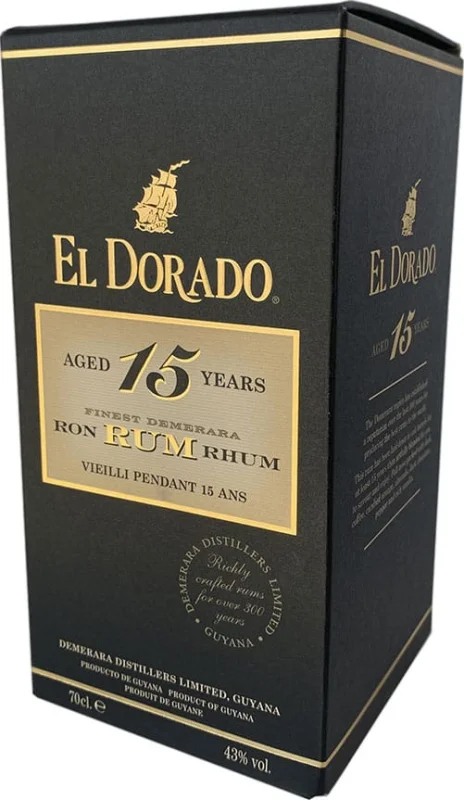 EL DORADO®
AGED 15 YEARS
FINEST DEMERARA
RON RUM RHUM
VIEILLI PENDANT 15 ANS
DEMERARA DISTILLERS LIMITED • GUYANA •
Richly
crafted rums
for over 300
years
DEMERARA DISTILLERS LIMITED, GUYANA
PRODUCTO DE GUYANA PRODUCT OF GUYANA
PRODUIT DE GUYANE
70cl. e
43% vol.
EL DORADO
AGED 15 YEARS